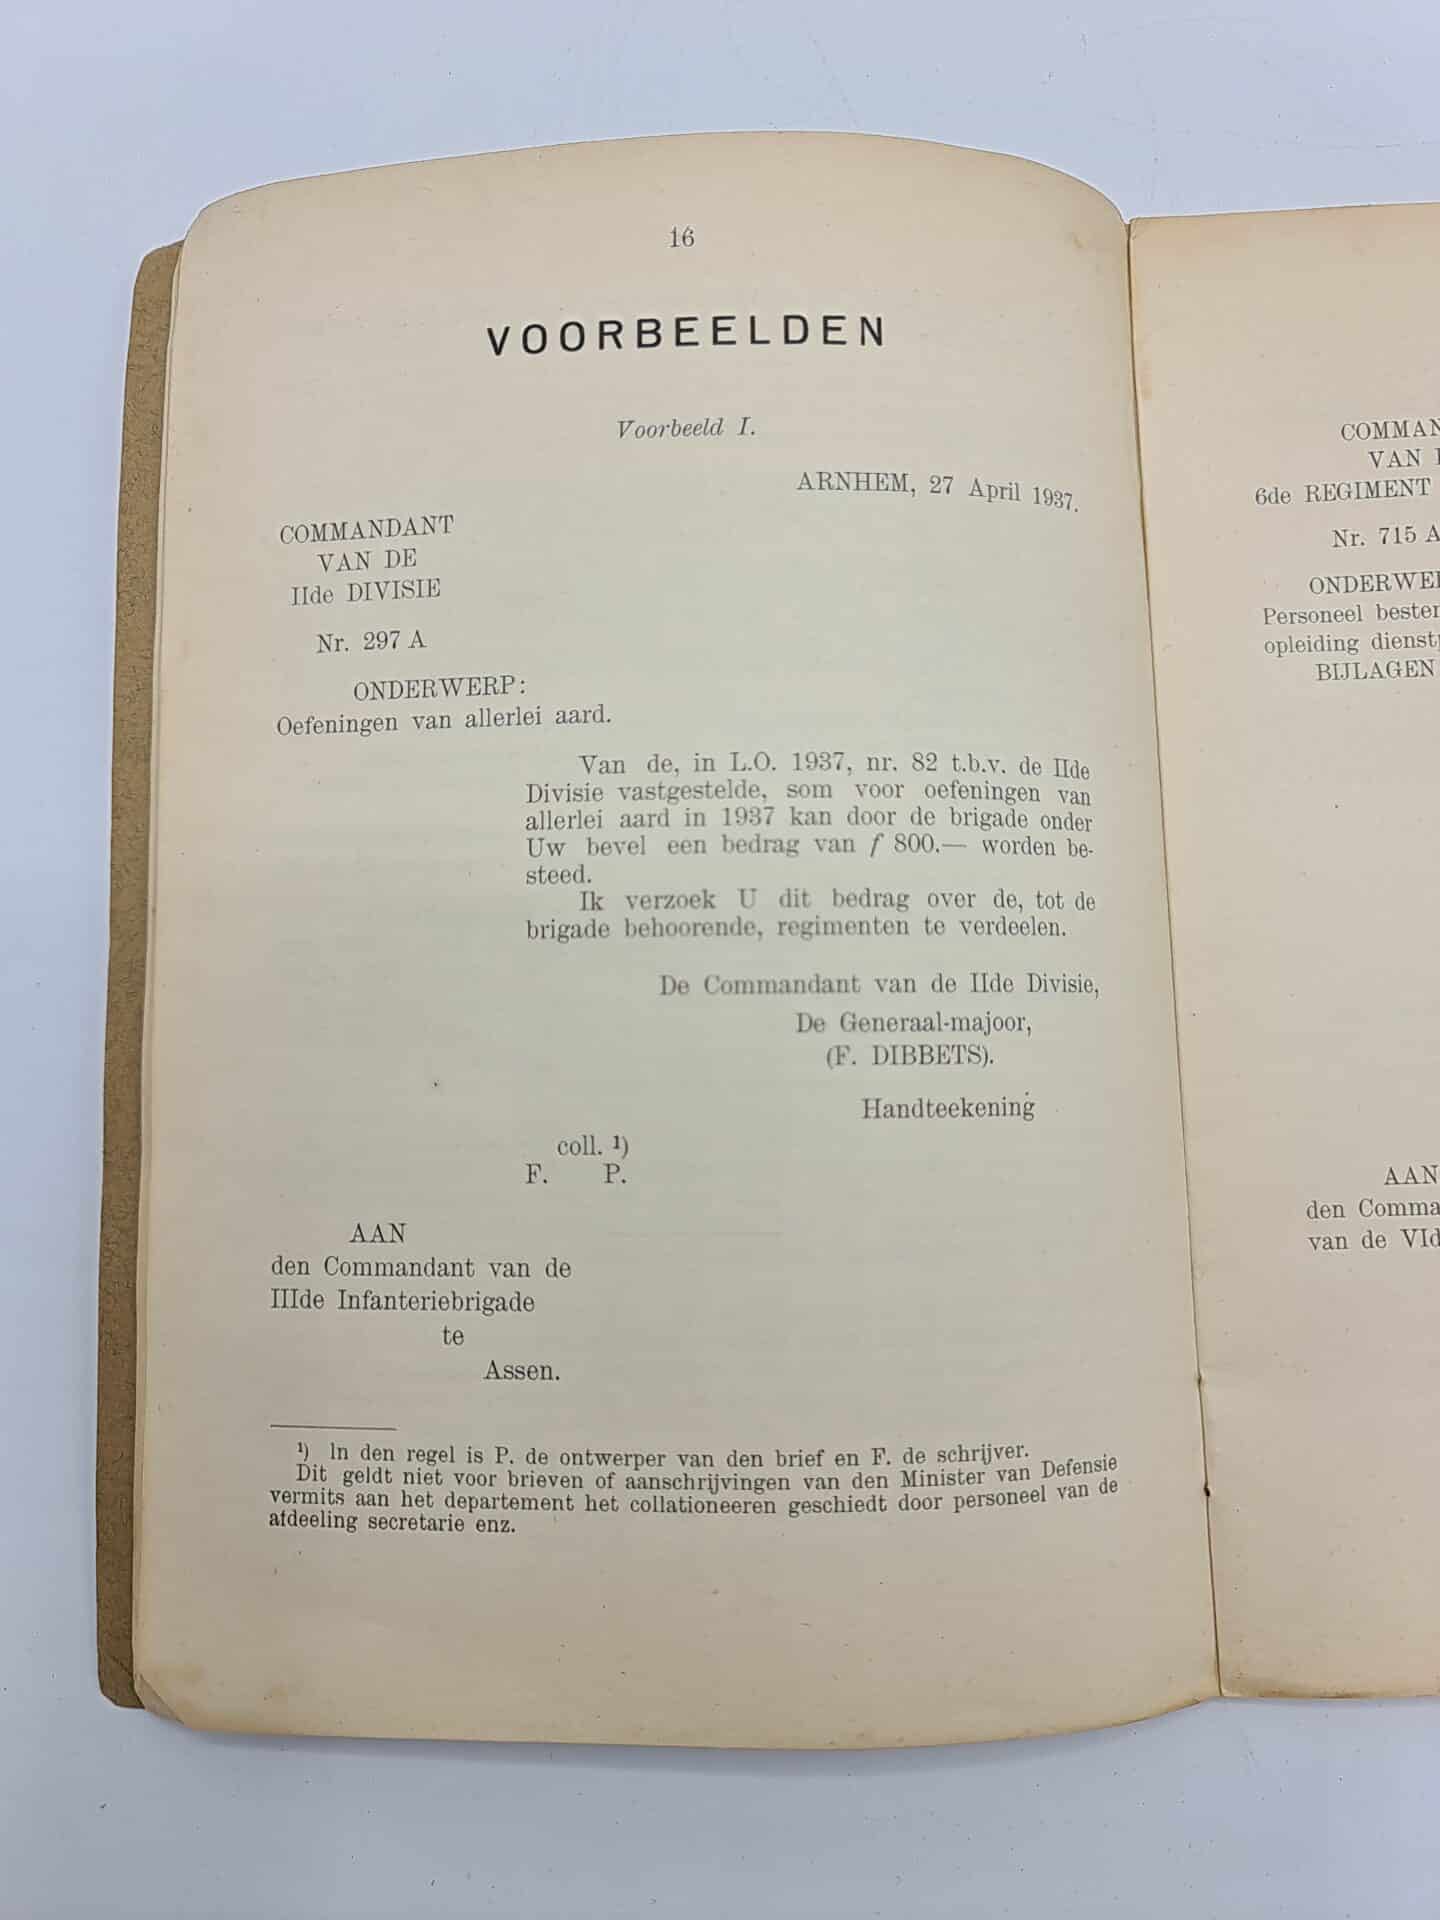 16
VOORBEELDEN
Voorbeeld I.
ARNHEM, 27 April 1937.
COMMANDANT
VAN DE
IIde DIVISIE
Nr. 297 A
ONDERWERP:
Oefeningen van allerlei aard.
Van de, in L.O. 1937, nr. 82 t.b.v. de IIde
Divisie vastgestelde, som voor oefeningen van
allerlei aard in 1937 kan door de brigade onder
Uw bevel een bedrag van f 800.— worden be-
steed.
Ik verzoek U dit bedrag over de, tot de
brigade behoorende, regimenten te verdeelen.
De Commandant van de IIde Divisie,
De Generaal-majoor,
(F. DIBBETS).
Handteekening
coll. ¹)
F. P.
AAN
den Commandant van de
IIIde Infanteriebrigade
te
Assen.
¹) In den regel is P. de ontwerper van den brief en F. de schrijver.
Dit geldt niet voor brieven of aanschrijvingen van den Minister van Defensie
vermits aan het departement het collationeeren geschiedt door personeel van de
afdeeling secretarie enz.
COMMAN
VAN
6de REGIMENT
Nr. 715 A
ONDERWE
Personeel bester
opleiding dienst
BIJLAGEN
AAN
den Comma
van de VId